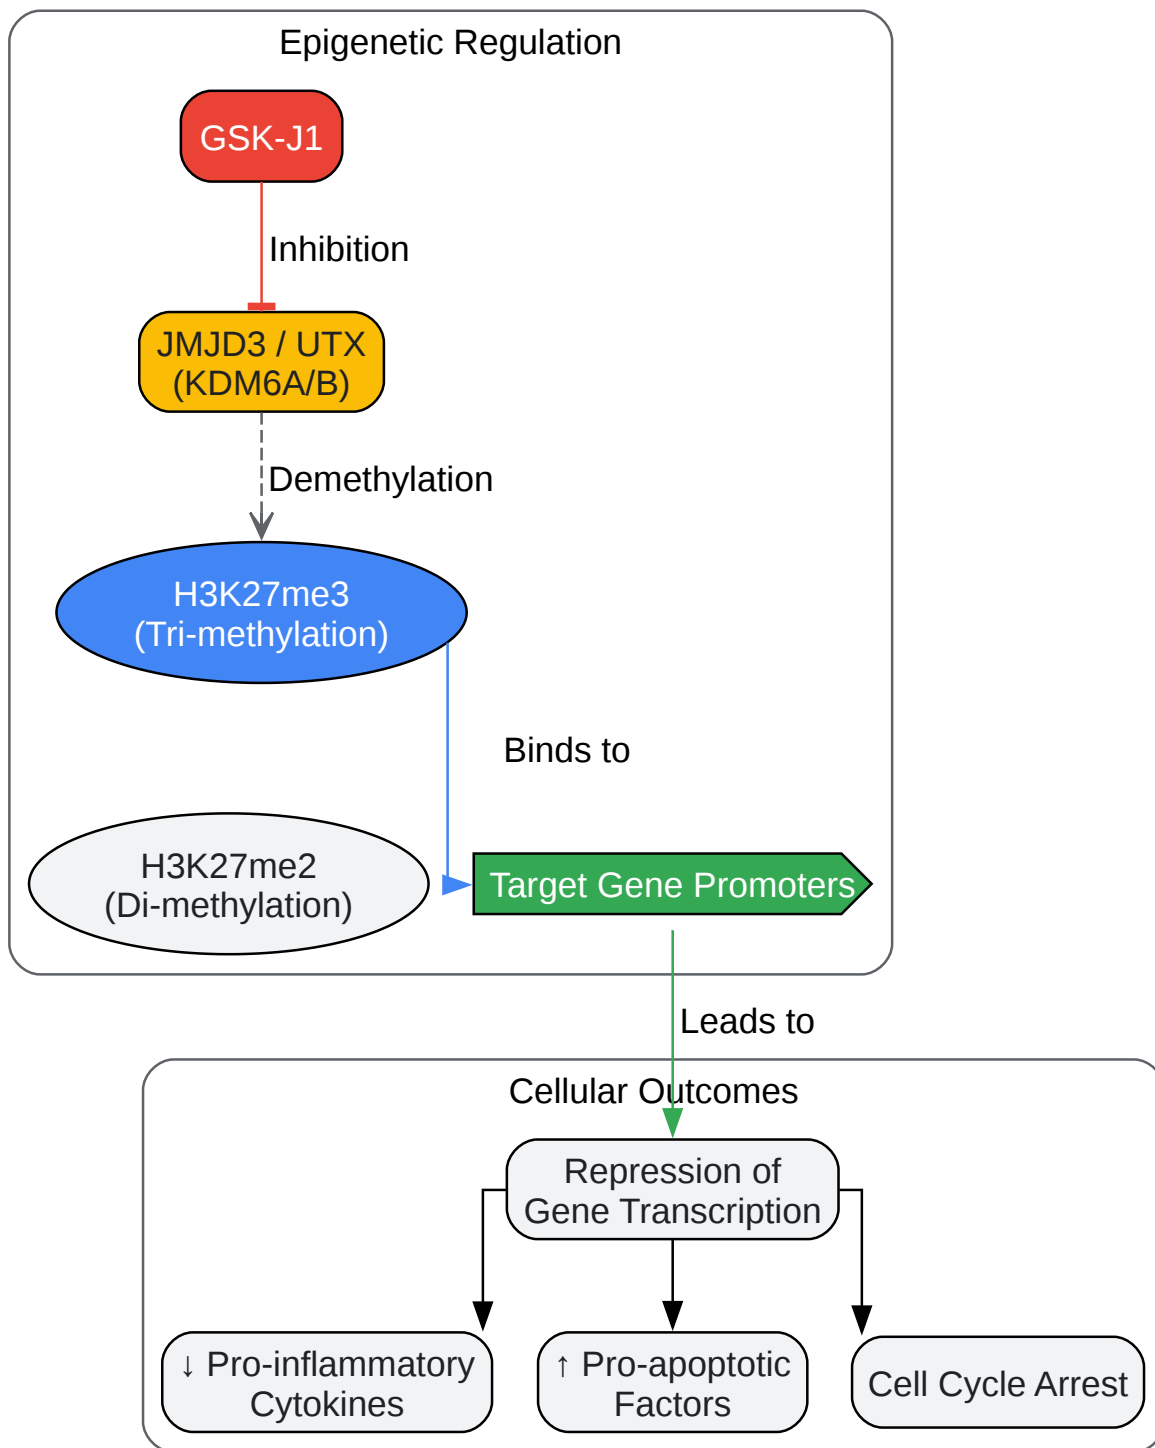 Epigenetic Regulation
GSK-J1
Inhibition
JMJD3 / UTX
(KDM6A/B)
Demethylation
H3K27me3
(Tri-methylation)
Binds to
H3K27me2
(Di-methylation)
Target Gene Promoters
Leads to
Cellular Outcomes
Repression of
Gene Transcription
↓ Pro-inflammatory
Cytokines
↑ Pro-apoptotic
Factors
Cell Cycle Arrest